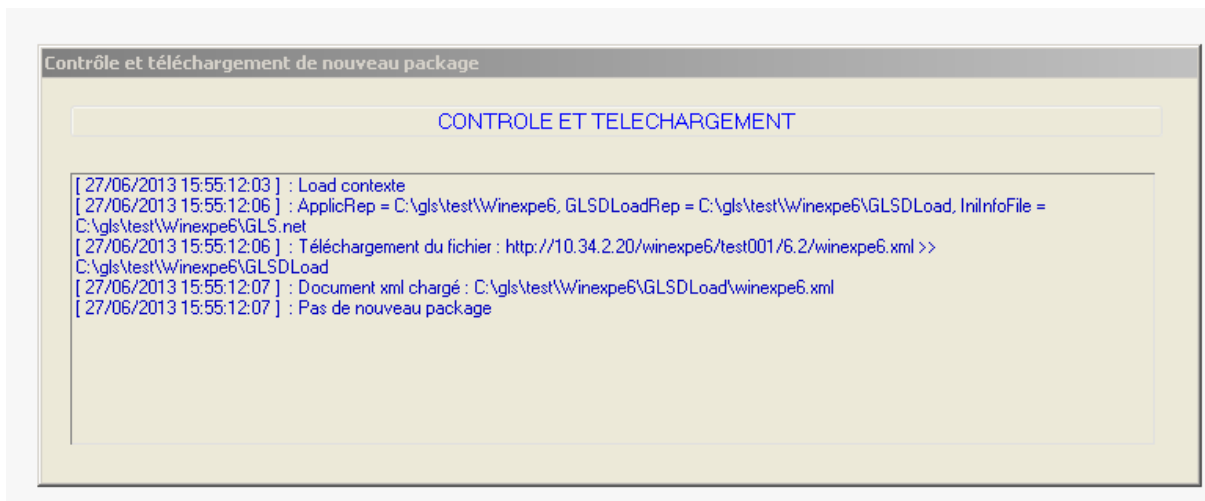 Contrôle et téléchargement de nouveau package
CONTROLE ET TELECHARGEMENT
[ 27/06/2013 15:55:12:03 ] : Load contexte
[ 27/06/2013 15:55:12:06 ] : ApplicRep = C:\gls\test\Winexpe6, GLSDLoadRep = C:\gls\test\Winexpe6\GLSDLoad, IniInfoFile =
C:\gls\test\Winexpe6\GLS.net
[ 27/06/2013 15:55:12:06 ] : Téléchargement du fichier : http://10.34.2.20/winexpe6/test001/6.2/winexpe6.xml >>
C:\gls\test\Winexpe6\GLSDLoad
[ 27/06/2013 15:55:12:07 ] : Document xml chargé : C:\gls\test\Winexpe6\GLSDLoad\winexpe6.xml
[ 27/06/2013 15:55:12:07 ] : Pas de nouveau package